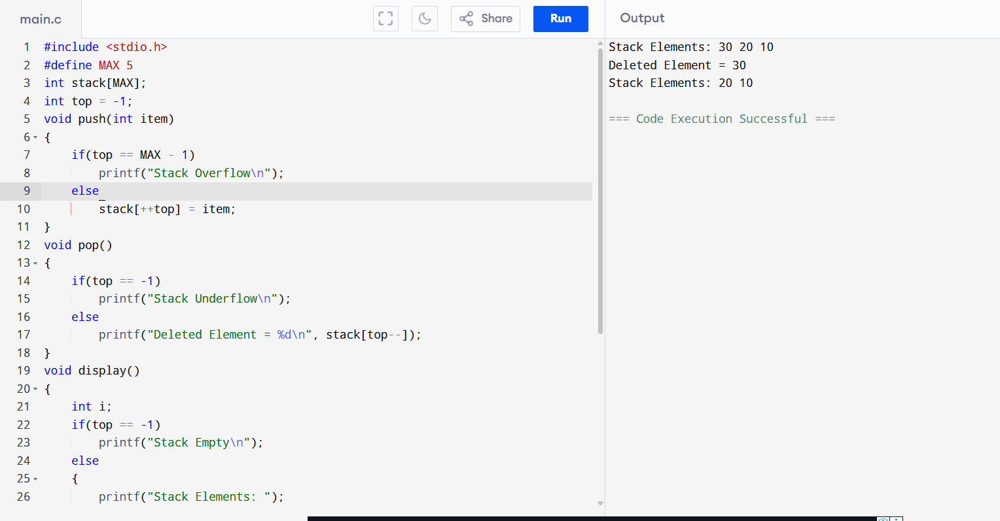 main.c
Share
Run
Output
1 #include <stdio.h>
2 #define MAX 5
3 int stack[MAX];
4 int top = -1;
5 void push(int item)
6 {
7     if(top == MAX - 1)
8         printf("Stack Overflow\n");
9     else
10         stack[++top] = item;
11 }
12 void pop()
13 {
14     if(top == -1)
15         printf("Stack Underflow\n");
16     else
17         printf("Deleted Element = %d\n", stack[top--]);
18 }
19 void display()
20 {
21     int i;
22     if(top == -1)
23         printf("Stack Empty\n");
24     else
25     {
26         printf("Stack Elements: ");
Stack Elements: 30 20 10
Deleted Element = 30
Stack Elements: 20 10
=== Code Execution Successful ===